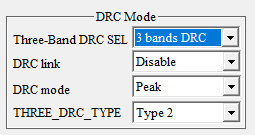 DRC Mode
Three-Band DRC SEL 3 bands DRC
DRC link Disable
DRC mode Peak
THREE_DRC_TYPE Type 2